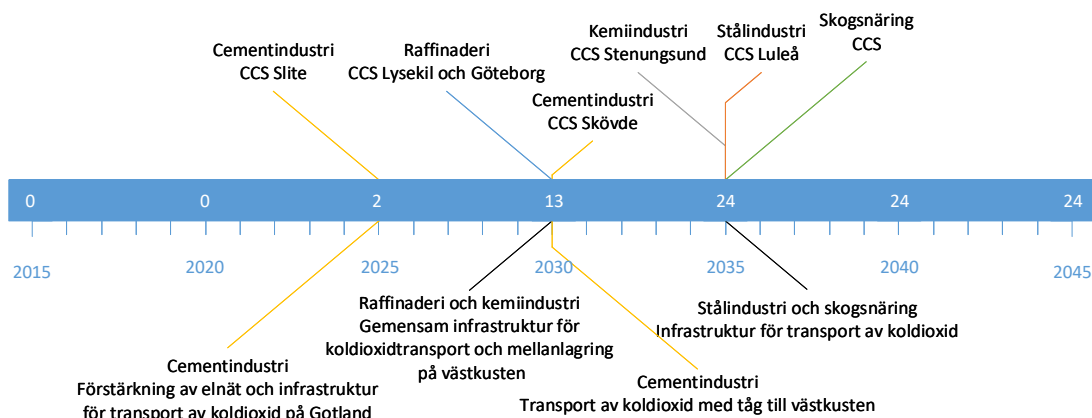 Cementindustri
CCS Slite
Raffinaderi
CCS Lysekil och Göteborg
Cementindustri
CCS Skövde
Kemiindustri
CCS Stenungsund
Stålindustri
CCS Luleå
Skogsnäring
CCS
0 0 2 13 24 24 24
2015 2020 2025 2030 2035 2040 2045
Cementindustri
Förstärkning av elnät och infrastruktur
för transport av koldioxid på Gotland
Raffinaderi och kemiindustri
Gemensam infrastruktur för
koldioxidtransport och mellanlagring
på västkusten
Cementindustri
Transport av koldioxid med tåg till västkusten
Stålindustri och skogsnäring
Infrastruktur för transport av koldioxid